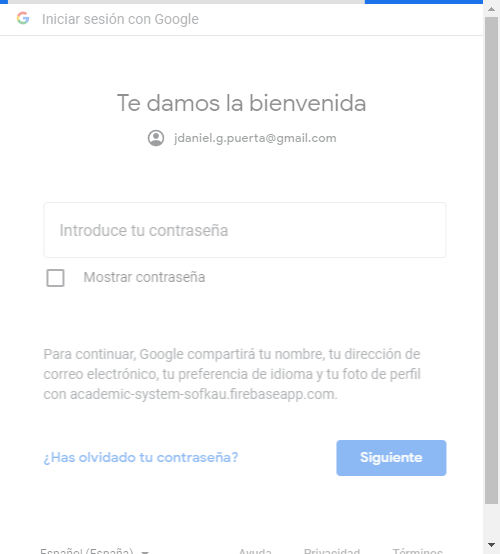 Iniciar sesión con Google
Te damos la bienvenida
jdaniel.g.puerta@gmail.com
Introduce tu contraseña
Mostrar contraseña
Para continuar, Google compartirá tu nombre, tu dirección de
correo electrónico, tu preferencia de idioma y tu foto de perfil
con academic-system-sofkau.firebaseapp.com.
¿Has olvidado tu contraseña? Siguiente
Español (España) Ayuda Privacidad Términos